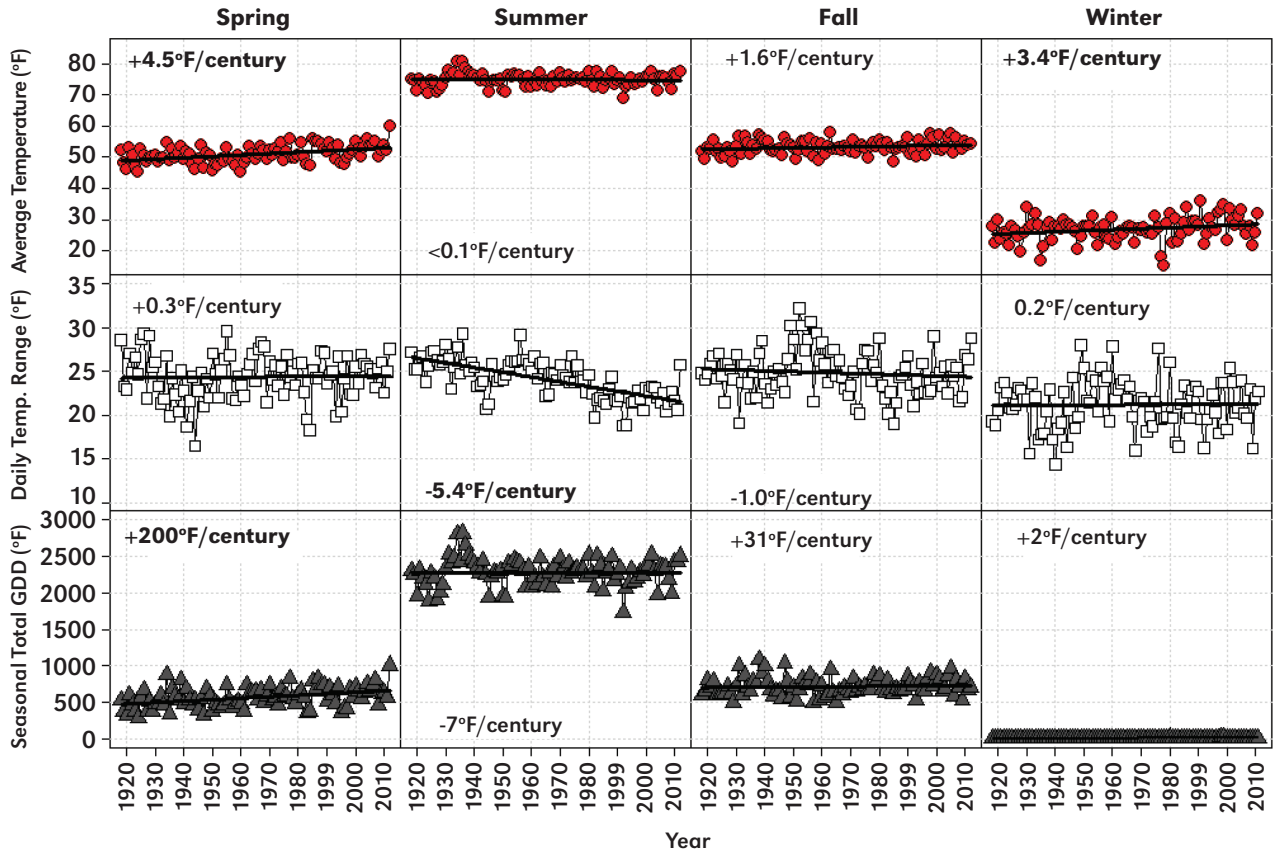 Spring Summer Fall Winter
Average Temperature (°F)
80
70
60
50
40
30
20
+4.5°F/century
<0.1°F/century
+1.6°F/century
+3.4°F/century
Daily Temp. Range (°F)
35
30
25
20
15
10
+0.3°F/century
-5.4°F/century
-1.0°F/century
0.2°F/century
Seasonal Total GDD (°F)
3000
2500
2000
1500
1000
500
0
+200°F/century
-7°F/century
+31°F/century
+2°F/century
1920 1930 1940 1950 1960 1970 1980 1999 1990 2000 2010
1920 1930 1940 1950 1960 1970 1980 1999 1990 2000 2010
1920 1930 1940 1950 1960 1970 1980 1999 1990 2000 2010
1920 1930 1940 1950 1960 1970 1980 1999 1990 2000 2010
Year